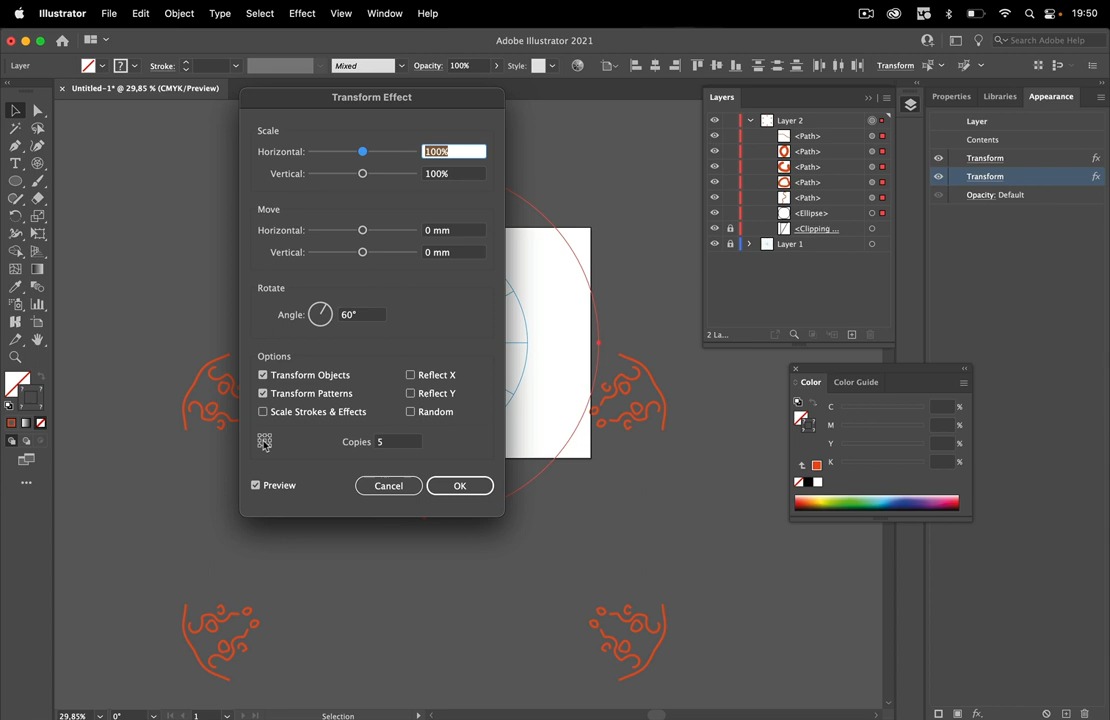 Illustrator File Edit Object Type Select Effect View Window Help 19:50
Adobe Illustrator 2021 Search Adobe Help
Layer Stroke: Mixed Opacity: 100% Style: Transform
× Untitled-1* @ 29,85 % (CMYK/Preview)
Transform Effect
Scale
Horizontal: 100%
Vertical: 100%
Move
Horizontal: 0 mm
Vertical: 0 mm
Rotate
Angle: 60°
Options
Transform Objects Reflect X
Transform Patterns Reflect Y
Scale Strokes & Effects Random
Copies 5
Preview Cancel OK
Layers
Layer 2
<Path>
<Path>
<Path>
<Path>
<Path>
<Ellipse>
<Clipping ...
Layer 1
2 La...
Properties Libraries Appearance
Layer
Contents
Transform fx
Transform fx
Opacity: Default
Color Color Guide
C %
M %
Y %
K %
29,85% 0° 1 Selection
fx